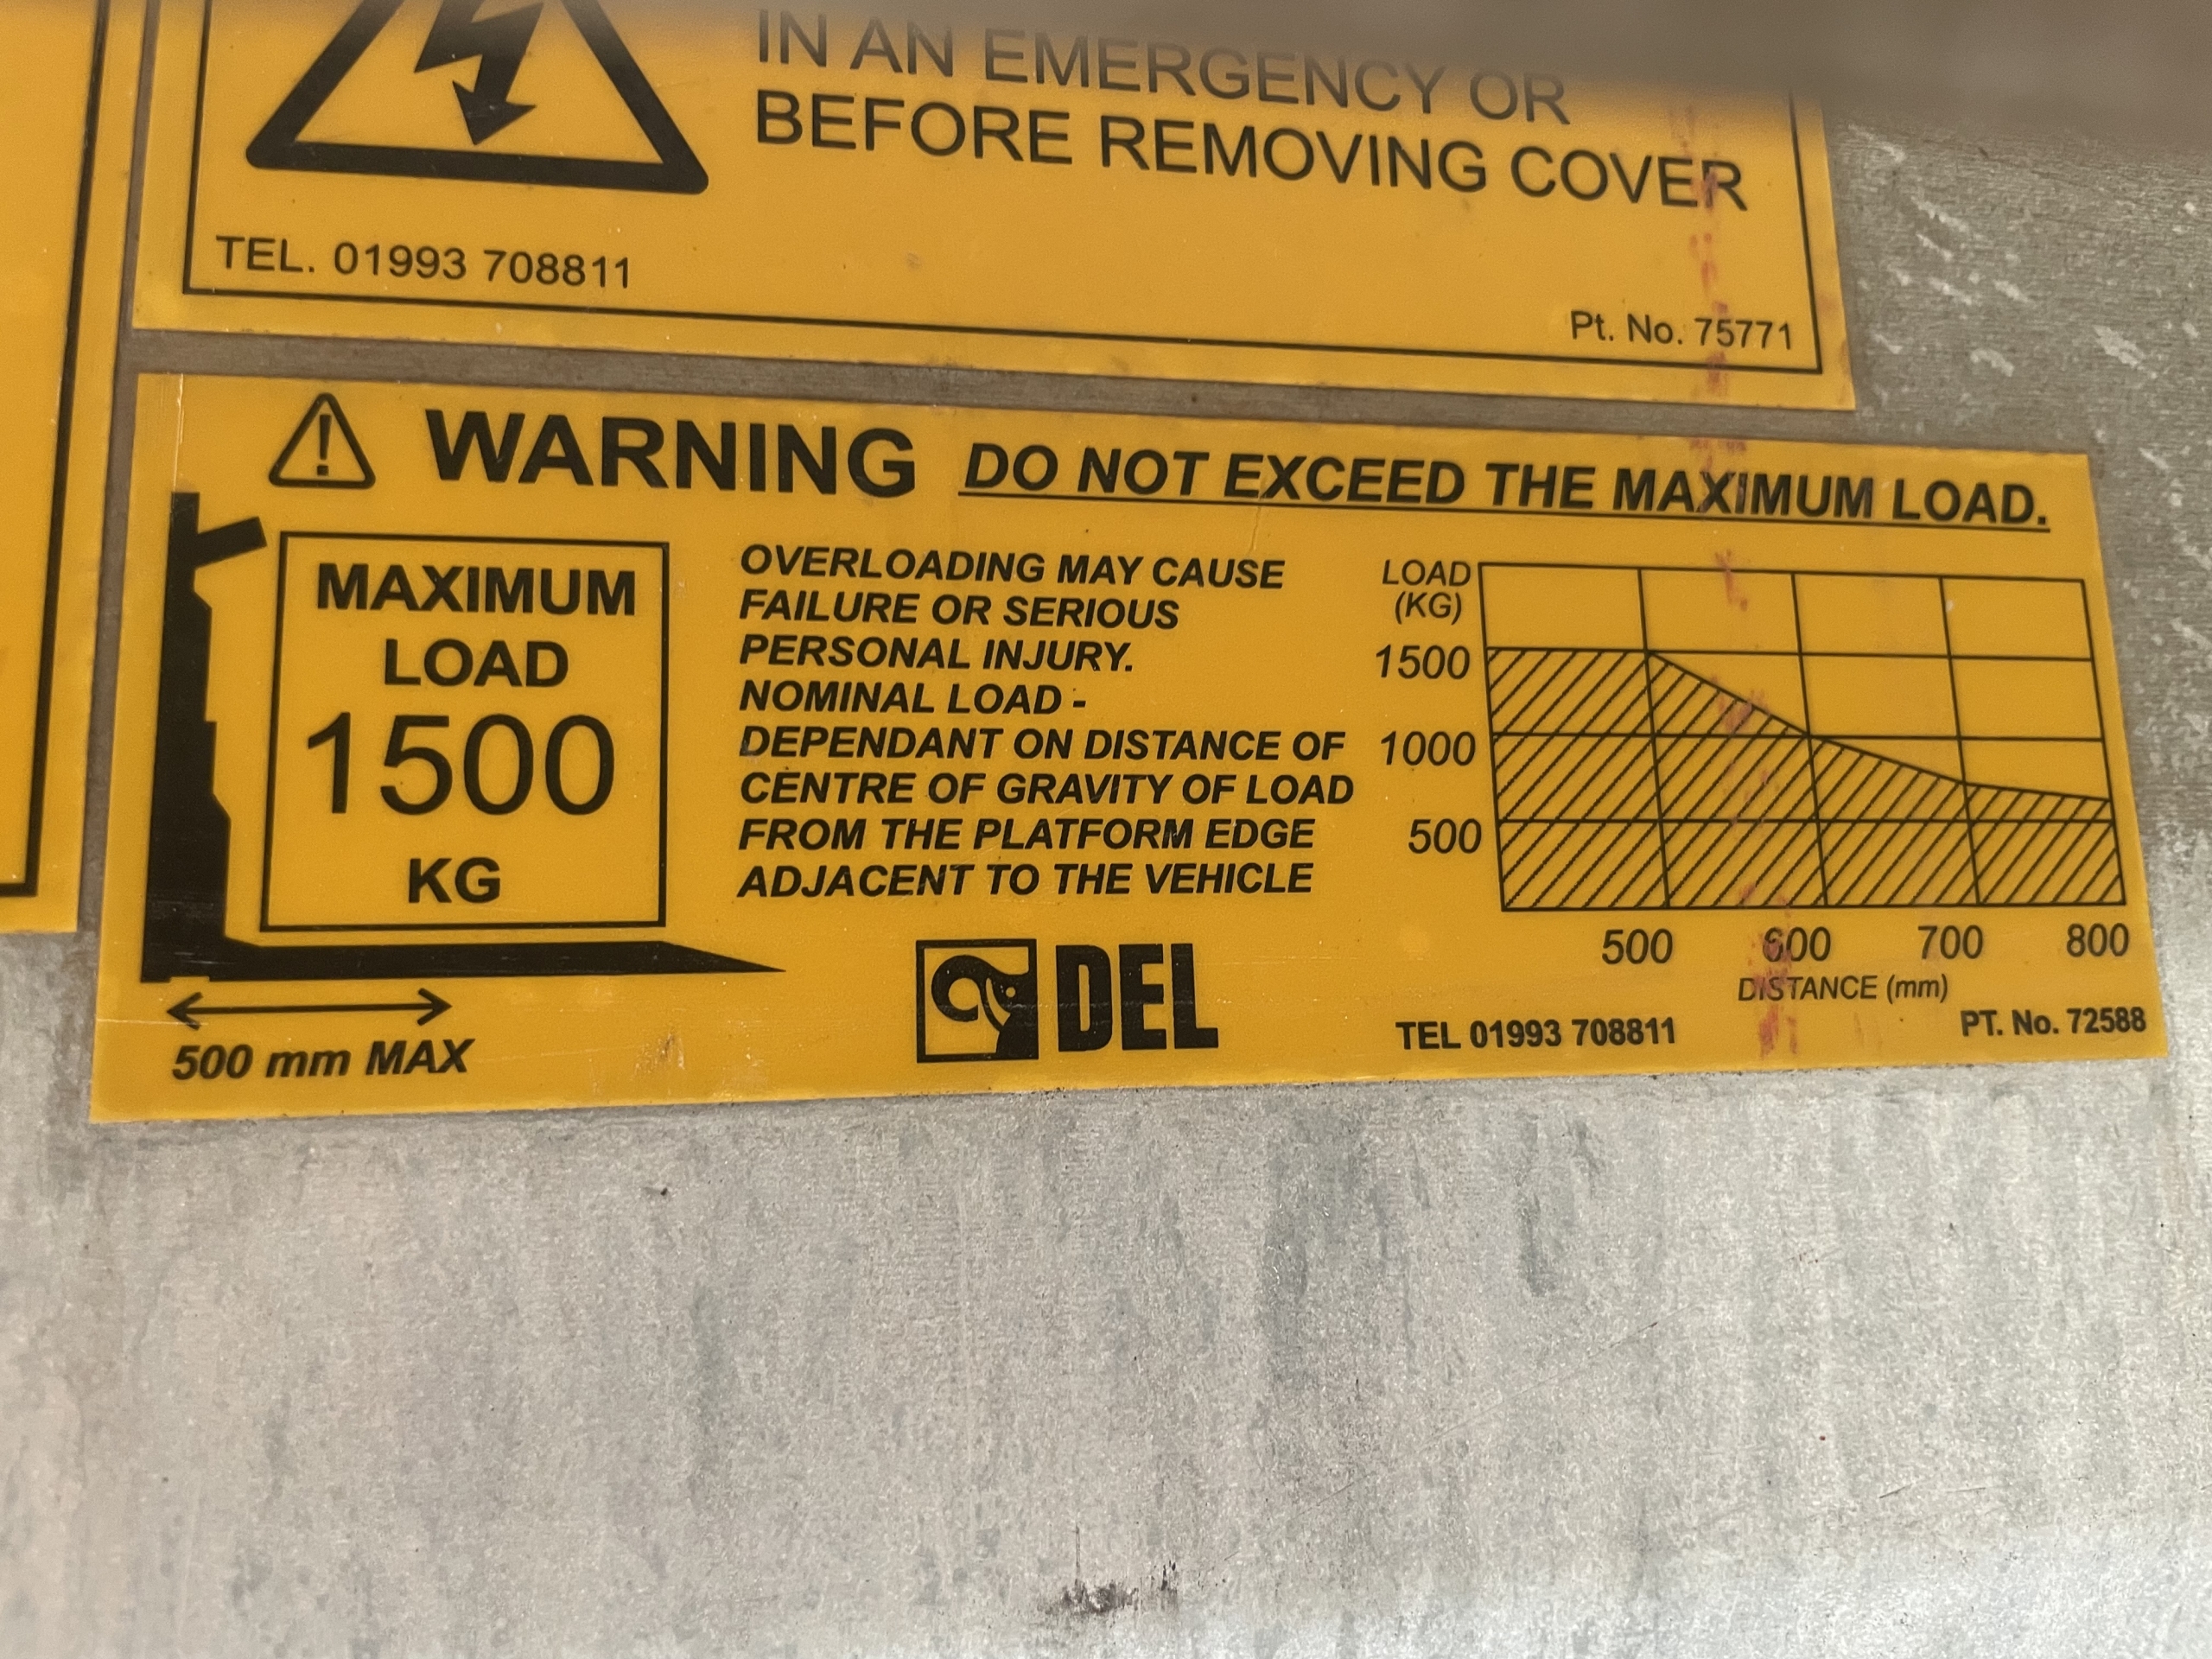 IN AN EMERGENCY OR
BEFORE REMOVING COVER
TEL. 01993 708811
Pt. No. 75771
WARNING DO NOT EXCEED THE MAXIMUM LOAD.
MAXIMUM
LOAD
1500
KG
500 mm MAX
OVERLOADING MAY CAUSE
FAILURE OR SERIOUS
PERSONAL INJURY.
NOMINAL LOAD -
DEPENDANT ON DISTANCE OF
CENTRE OF GRAVITY OF LOAD
FROM THE PLATFORM EDGE
ADJACENT TO THE VEHICLE
DEL
LOAD
(KG)
1500
1000
500
500 600 700 800
DISTANCE (mm)
TEL 01993 708811
PT. No. 72588